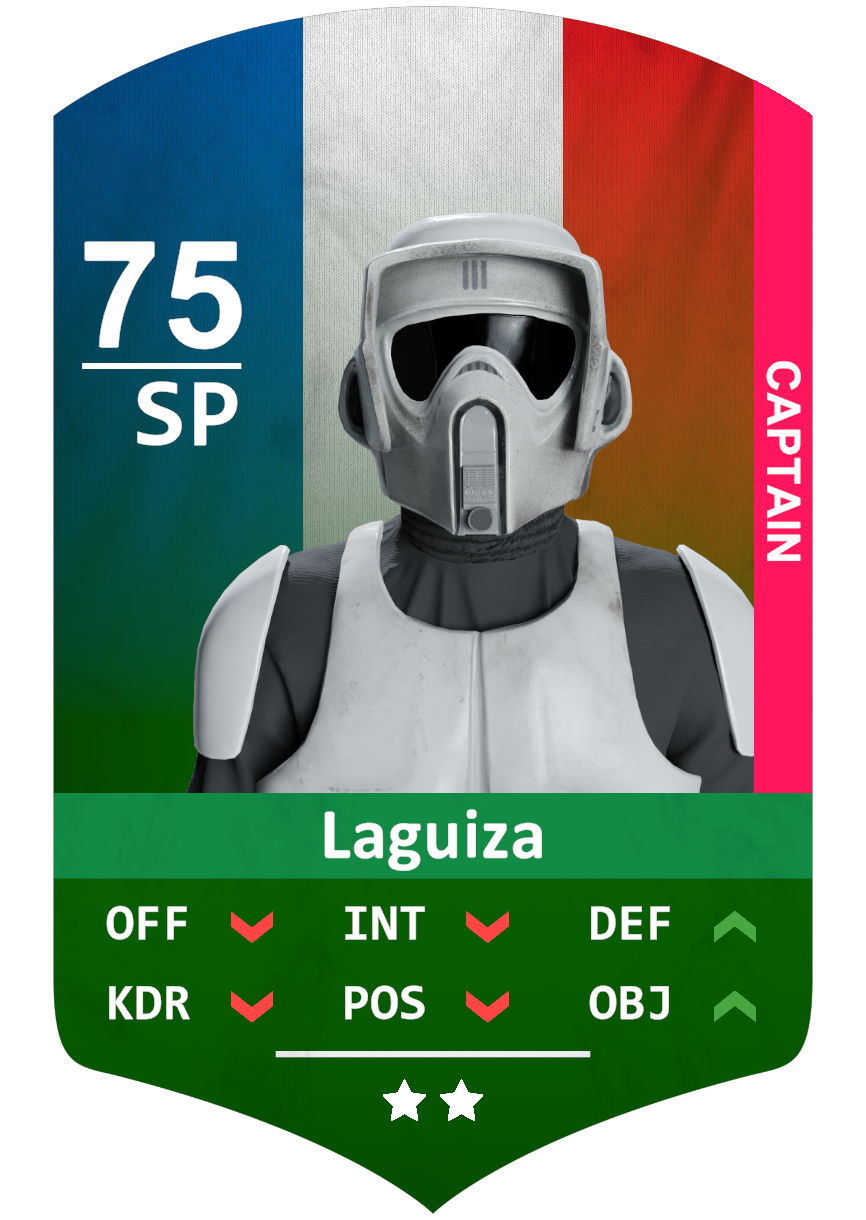 75
SP
CAPTAIN
Laguiza
OFF INT DEF
KDR POS OBJ